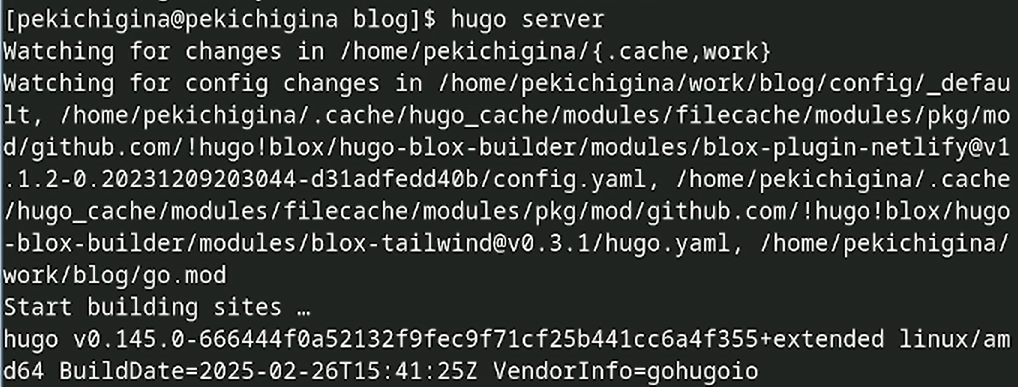 [pekichigina@pekichigina blog]$ hugo server
Watching for changes in /home/pekichigina/{.cache,work}
Watching for config changes in /home/pekichigina/work/blog/config/_defau
lt, /home/pekichigina/.cache/hugo_cache/modules/filecache/modules/pkg/mo
d/github.com/!hugo!blox/hugo-blox-builder/modules/blox-plugin-netlify@v1
.1.2-0.20231209203044-d31adfedd40b/config.yaml, /home/pekichigina/.cache
/hugo_cache/modules/filecache/modules/pkg/mod/github.com/!hugo!blox/hugo
-blox-builder/modules/blox-tailwind@v0.3.1/hugo.yaml, /home/pekichigina/
work/blog/go.mod
Start building sites …
hugo v0.145.0-666444f0a52132f9fec9f71cf25b441cc6a4f355+extended linux/am
d64 BuildDate=2025-02-26T15:41:25Z VendorInfo=gohugoio